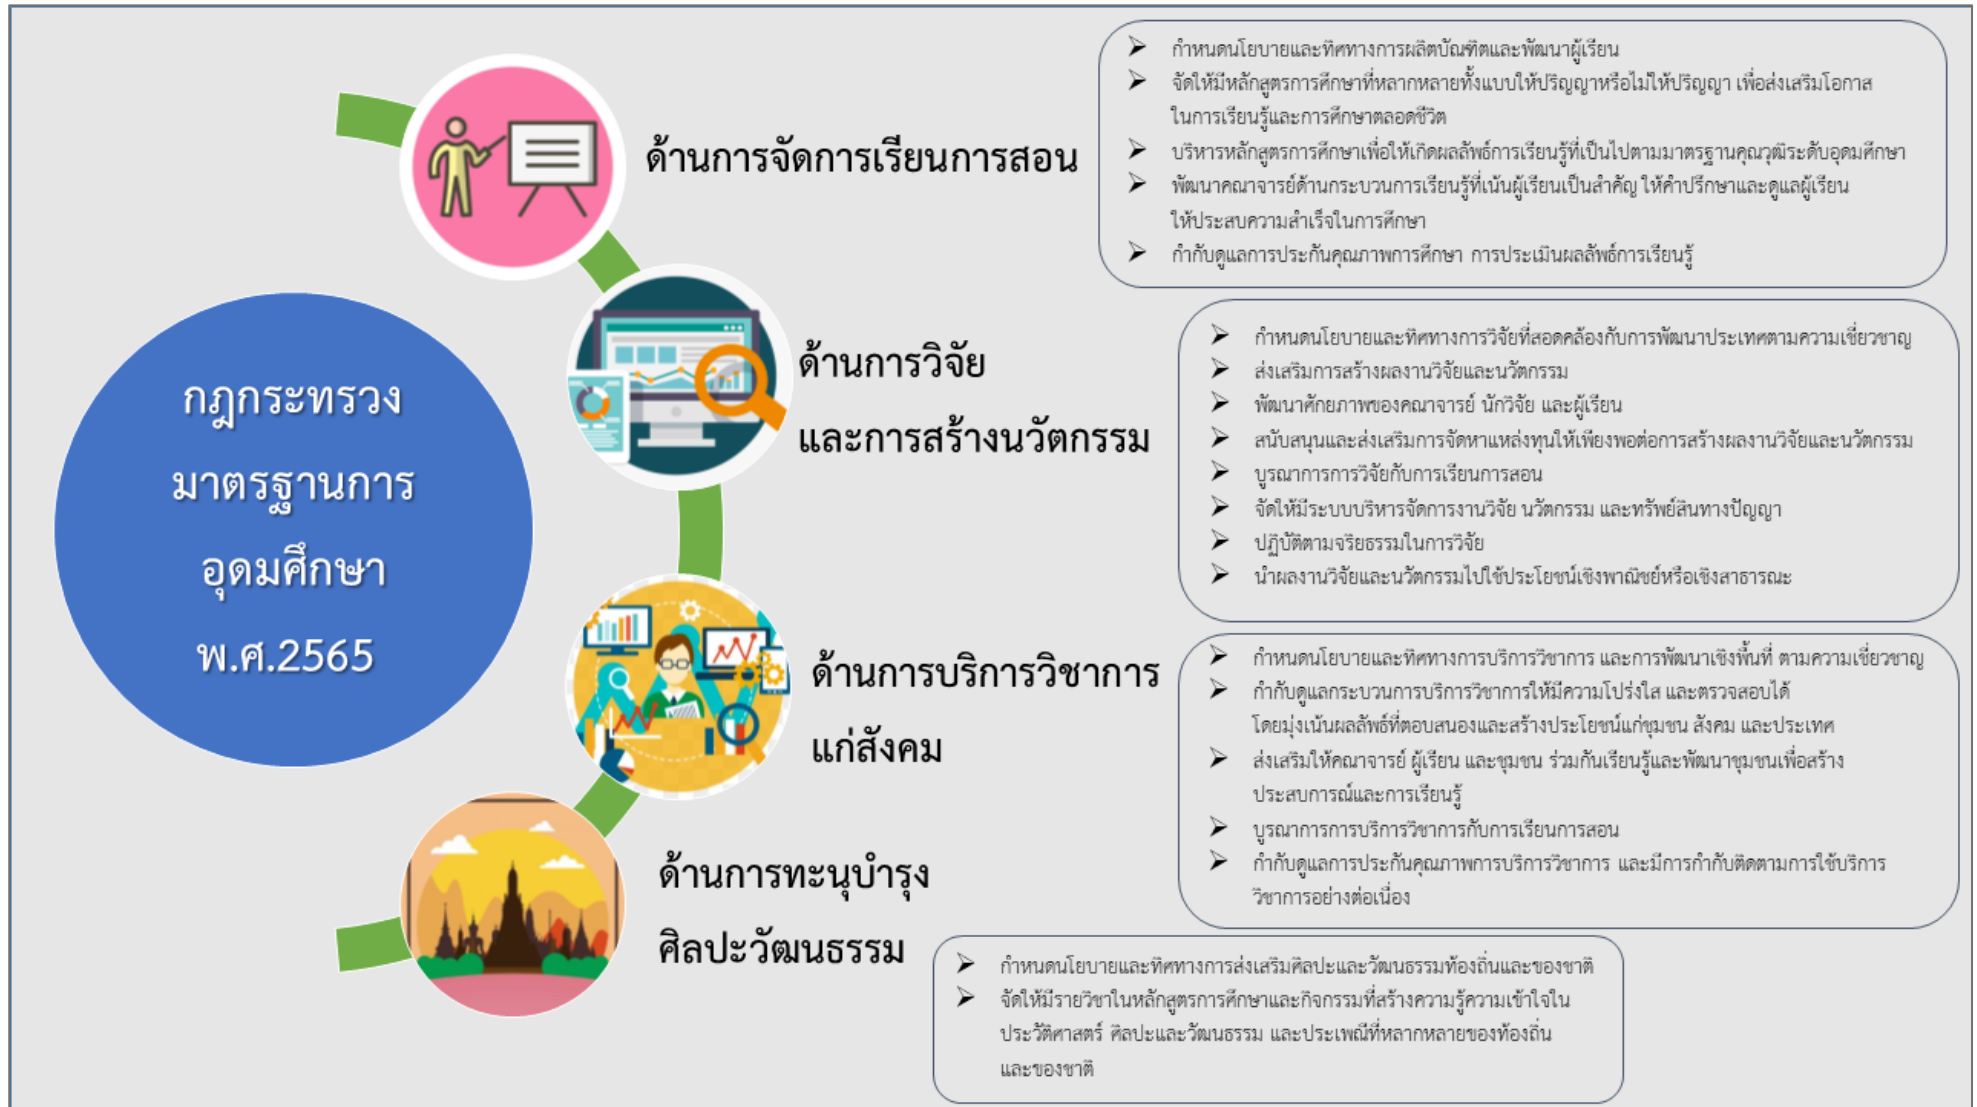 กฎกระทรวง
มาตรฐานการ
อุดมศึกษา
พ.ศ.2565
ด้านการจัดการเรียนการสอน
➢ กำหนดนโยบายและทิศทางการผลิตบัณฑิตและพัฒนาผู้เรียน
➢ จัดให้มีหลักสูตรการศึกษาที่หลากหลายทั้งแบบให้ปริญญาหรือไม่ให้ปริญญา เพื่อส่งเสริมโอกาส
ในการเรียนรู้และการศึกษาตลอดชีวิต
➢ บริหารหลักสูตรการศึกษาเพื่อให้เกิดผลลัพธ์การเรียนรู้ที่เป็นไปตามมาตรฐานคุณวุฒิระดับอุดมศึกษา
➢ พัฒนาคณาจารย์ด้านกระบวนการเรียนรู้ที่เน้นผู้เรียนเป็นสำคัญ ให้คำปรึกษาและดูแลผู้เรียน
ให้ประสบความสำเร็จในการศึกษา
➢ กำกับดูแลการประกันคุณภาพการศึกษา การประเมินผลลัพธ์การเรียนรู้
ด้านการวิจัย
และการสร้างนวัตกรรม
➢ กำหนดนโยบายและทิศทางการวิจัยที่สอดคล้องกับการพัฒนาประเทศตามความเชี่ยวชาญ
➢ ส่งเสริมการสร้างผลงานวิจัยและนวัตกรรม
➢ พัฒนาศักยภาพของคณาจารย์ นักวิจัย และผู้เรียน
➢ สนับสนุนและส่งเสริมการจัดหาแหล่งทุนให้เพียงพอต่อการสร้างผลงานวิจัยและนวัตกรรม
➢ บูรณาการการวิจัยกับการเรียนการสอน
➢ จัดให้มีระบบบริหารจัดการงานวิจัย นวัตกรรม และทรัพย์สินทางปัญญา
➢ ปฏิบัติตามจริยธรรมในการวิจัย
➢ นำผลงานวิจัยและนวัตกรรมไปใช้ประโยชน์เชิงพาณิชย์หรือเชิงสาธารณะ
ด้านการบริการวิชาการ
แก่สังคม
➢ กำหนดนโยบายและทิศทางการบริการวิชาการ และการพัฒนาเชิงพื้นที่ ตามความเชี่ยวชาญ
➢ กำกับดูแลกระบวนการบริการวิชาการให้มีความโปร่งใส และตรวจสอบได้
โดยมุ่งเน้นผลลัพธ์ที่ตอบสนองและสร้างประโยชน์แก่ชุมชน สังคม และประเทศ
➢ ส่งเสริมให้คณาจารย์ ผู้เรียน และชุมชน ร่วมกันเรียนรู้และพัฒนาชุมชนเพื่อสร้าง
ประสบการณ์และการเรียนรู้
➢ บูรณาการการบริการวิชาการกับการเรียนการสอน
➢ กำกับดูแลการประกันคุณภาพการบริการวิชาการ และมีการกำกับติดตามการใช้บริการ
วิชาการอย่างต่อเนื่อง
ด้านการทะนุบำรุง
ศิลปะวัฒนธรรม
➢ กำหนดนโยบายและทิศทางการส่งเสริมศิลปะและวัฒนธรรมท้องถิ่นและของชาติ
➢ จัดให้มีรายวิชาในหลักสูตรการศึกษาและกิจกรรมที่สร้างความรู้ความเข้าใจใน
ประวัติศาสตร์ ศิลปะและวัฒนธรรม และประเพณีที่หลากหลายของท้องถิ่น
และของชาติ